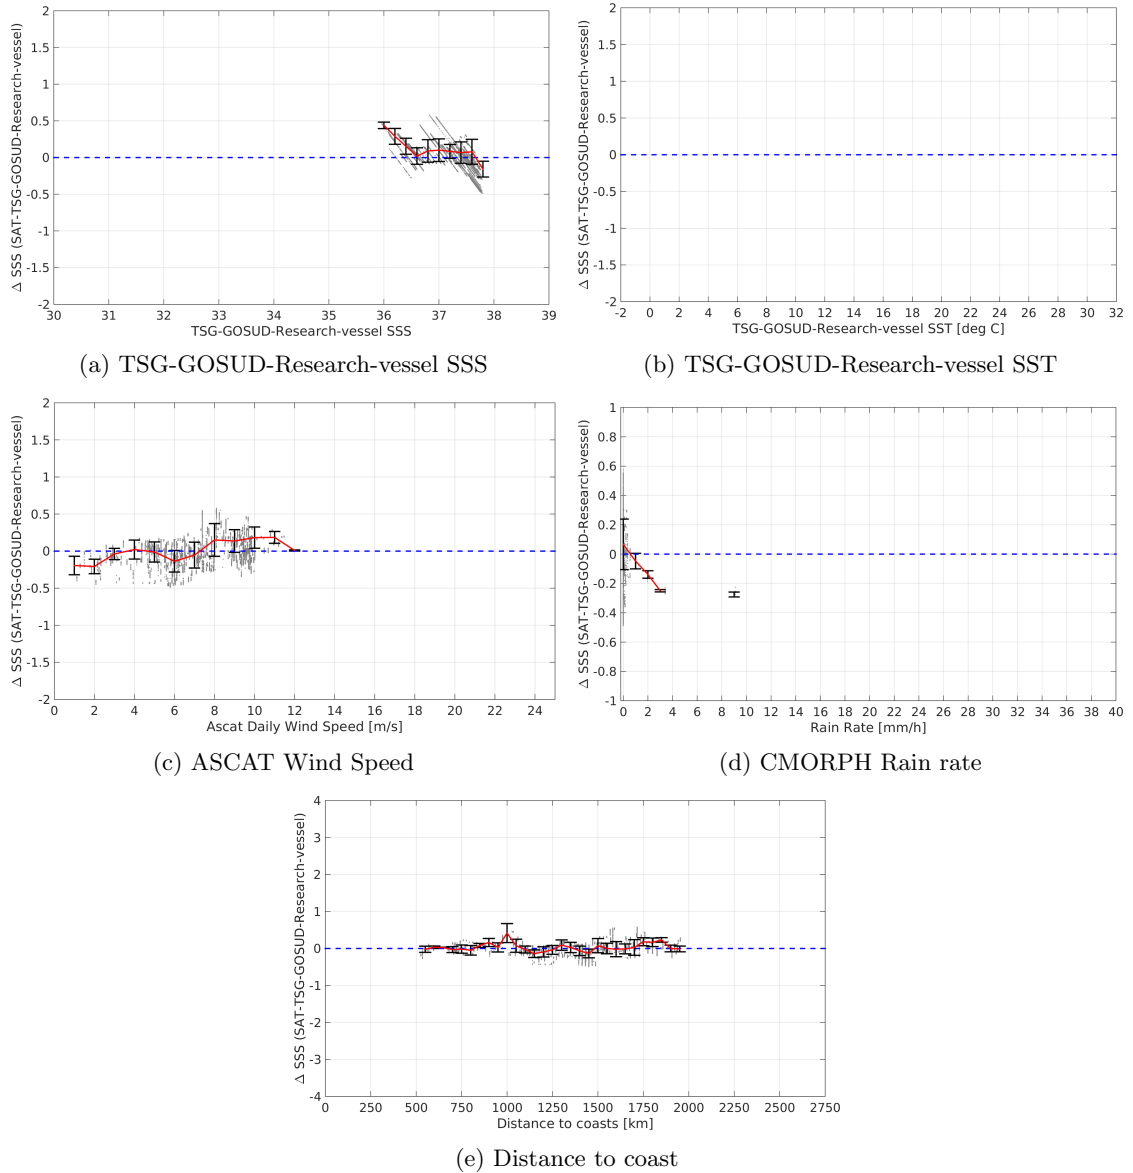 2
1.5
1
0.5
0
-0.5
-1
-1.5
-2
Δ SSS (SAT-TSG-GOSUD-Research-vessel)
30 31 32 33 34 35 36 37 38 39
TSG-GOSUD-Research-vessel SSS
(a) TSG-GOSUD-Research-vessel SSS
2
1.5
1
0.5
0
-0.5
-1
-1.5
-2
Δ SSS (SAT-TSG-GOSUD-Research-vessel)
-2 0 2 4 6 8 10 12 14 16 18 20 22 24 26 28 30 32
TSG-GOSUD-Research-vessel SST [deg C]
(b) TSG-GOSUD-Research-vessel SST
2
1.5
1
0.5
0
-0.5
-1
-1.5
-2
Δ SSS (SAT-TSG-GOSUD-Research-vessel)
0 2 4 6 8 10 12 14 16 18 20 22 24
Ascat Daily Wind Speed [m/s]
(c) ASCAT Wind Speed
1
0.8
0.6
0.4
0.2
0
-0.2
-0.4
-0.6
-0.8
-1
Δ SSS (SAT-TSG-GOSUD-Research-vessel)
0 2 4 6 8 10 12 14 16 18 20 22 24 26 28 30 32 34 36 38 40
Rain Rate [mm/h]
(d) CMORPH Rain rate
4
3
2
1
0
-1
-2
-3
-4
Δ SSS (SAT-TSG-GOSUD-Research-vessel)
0 250 500 750 1000 1250 1500 1750 2000 2250 2500 2750
Distance to coasts [km]
(e) Distance to coast